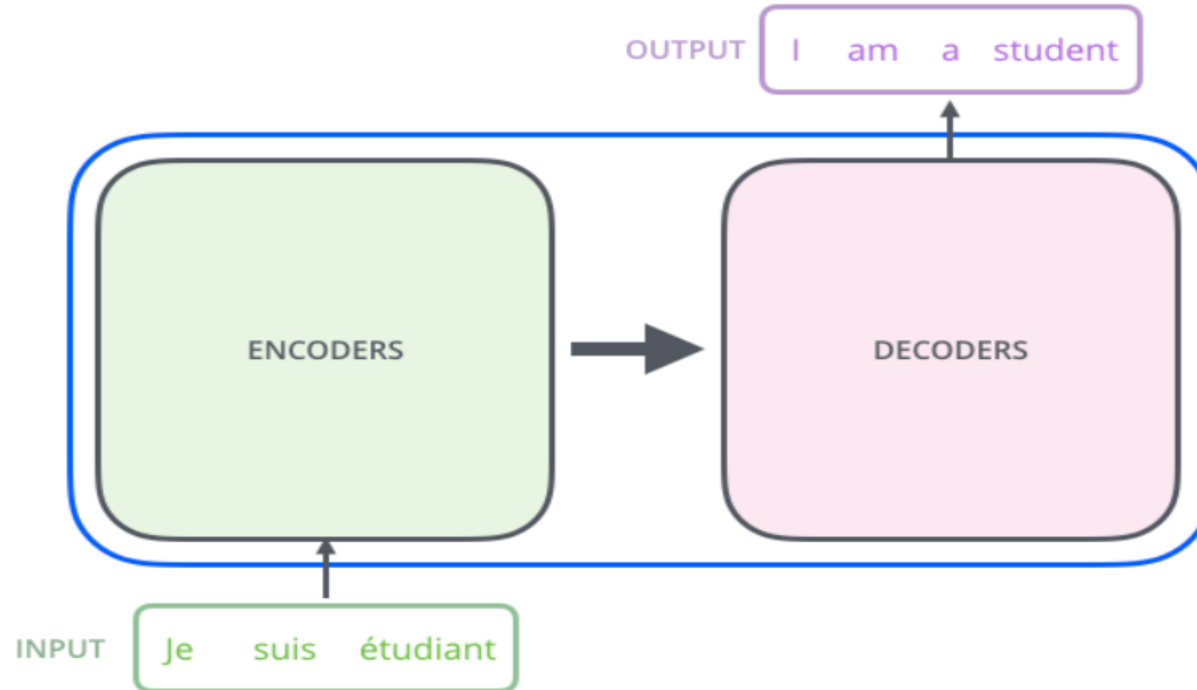 OUTPUT I am a student
ENCODERS
DECODERS
INPUT Je suis étudiant